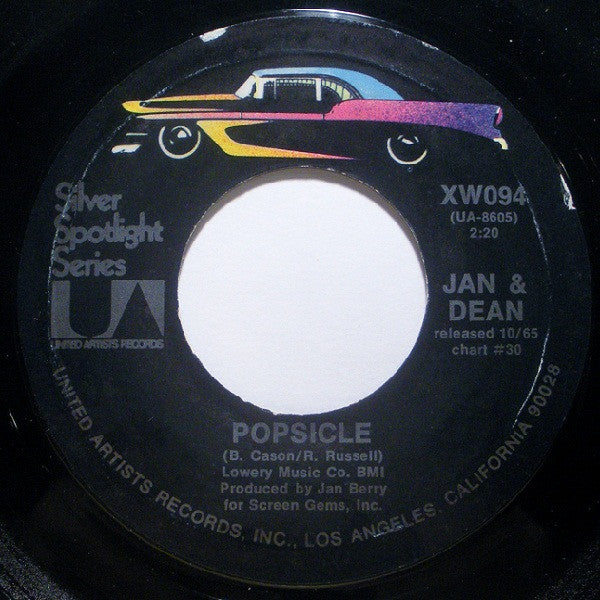 Silver
Spotlight
Series
UA
UNITED ARTISTS RECORDS
XW094
(UA-8605)
2:20
JAN &
DEAN
released 10/65
chart #30
POPSICLE
(B. Cason/R. Russell)
Lowery Music Co. BMI
Produced by Jan Berry
for Screen Gems, Inc.
UNITED ARTISTS RECORDS, INC., LOS ANGELES, CALIFORNIA 90028